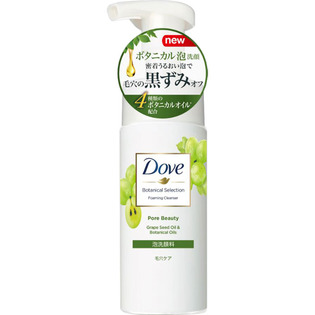 new
ボタニカル泡洗顔
密着うるおい泡で
毛穴の黒ずみオフ
4種類の
ボタニカルオイル
配合
Dove
Botanical Selection
Foaming Cleanser
Pore Beauty
Grape Seed Oil &
Botanical Oils
泡洗顔料
毛穴ケア